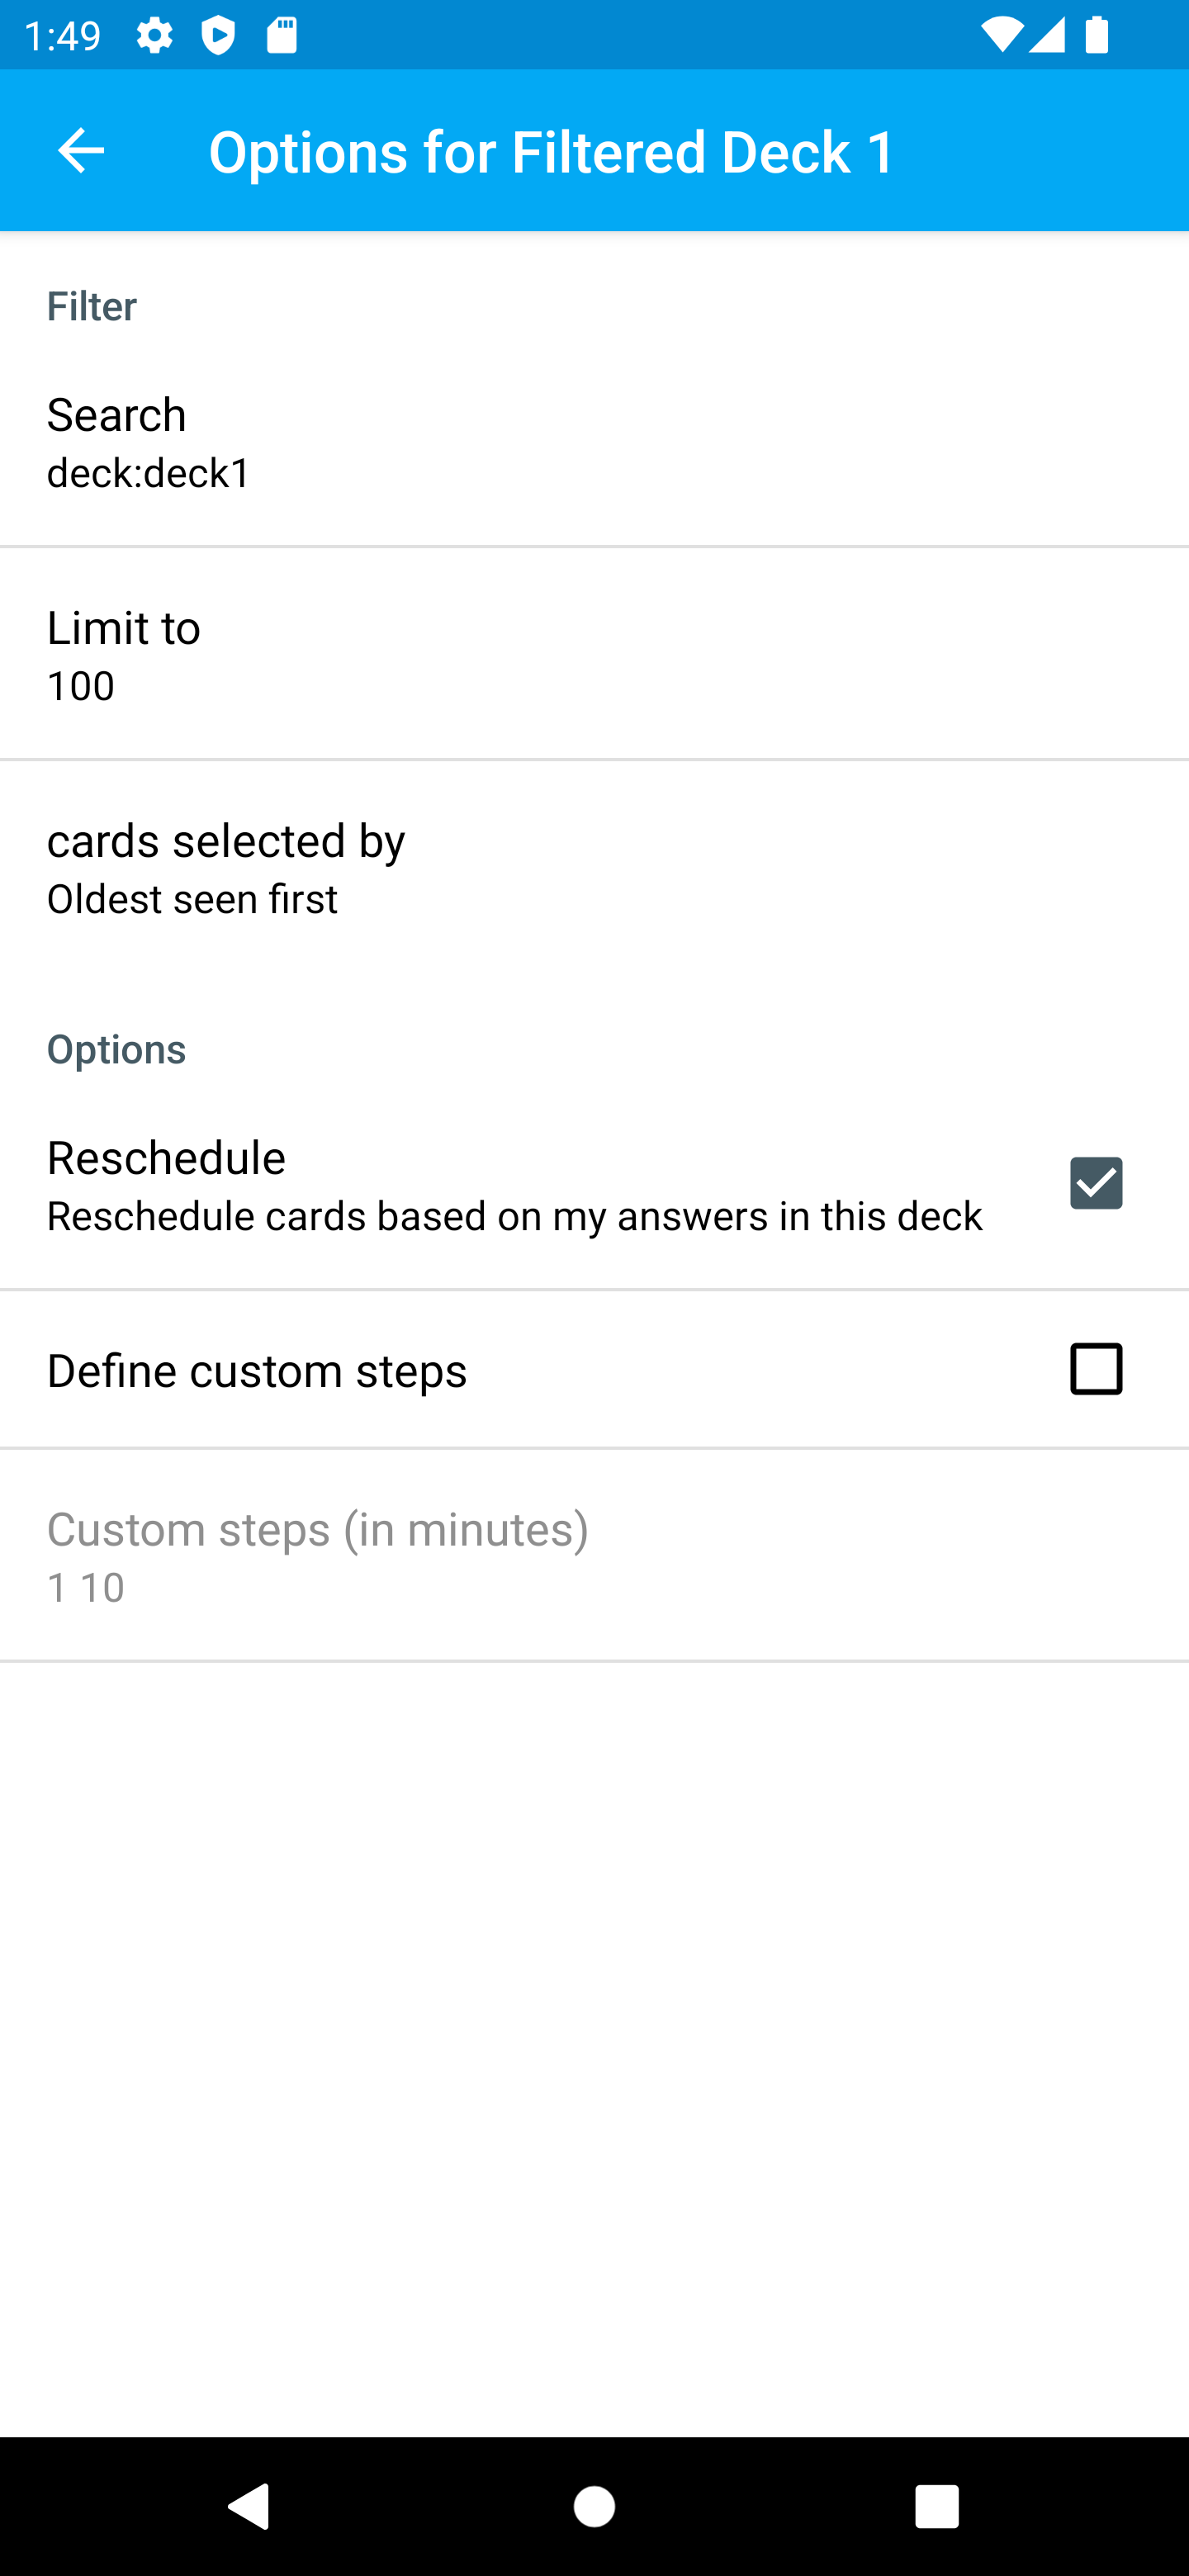 1:49
Options for Filtered Deck 1
Filter
Search
deck:deck1
Limit to
100
cards selected by
Oldest seen first
Options
Reschedule
Reschedule cards based on my answers in this deck
Define custom steps
Custom steps (in minutes)
1 10